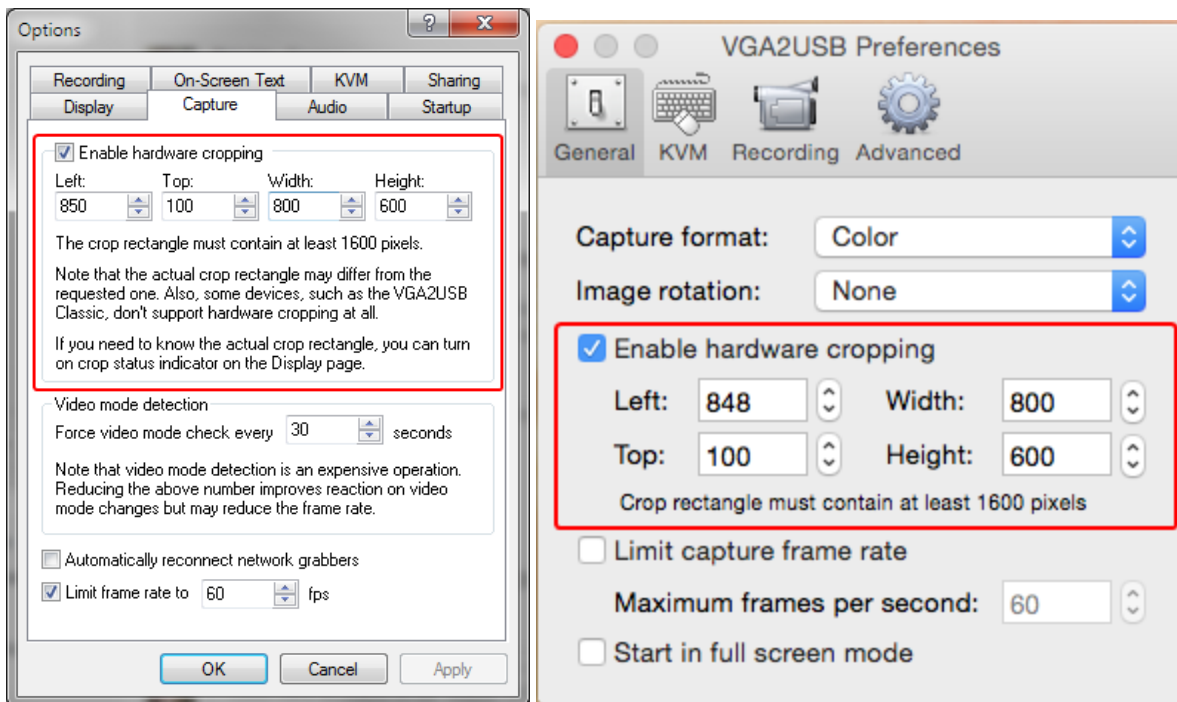 Options
?
X
Recording On-Screen Text KVM Sharing
Display Capture Audio Startup
Enable hardware cropping
Left: Top: Width: Height:
850 100 800 600
The crop rectangle must contain at least 1600 pixels.
Note that the actual crop rectangle may differ from the
requested one. Also, some devices, such as the VGA2USB
Classic, don't support hardware cropping at all.
If you need to know the actual crop rectangle, you can turn
on crop status indicator on the Display page.
Video mode detection
Force video mode check every 30 seconds
Note that video mode detection is an expensive operation.
Reducing the above number improves reaction on video
mode changes but may reduce the frame rate.
Automatically reconnect network grabbers
Limit frame rate to 60 fps
OK Cancel Apply
VGA2USB Preferences
General KVM Recording Advanced
Capture format: Color
Image rotation: None
Enable hardware cropping
Left: 848 Width: 800
Top: 100 Height: 600
Crop rectangle must contain at least 1600 pixels
Limit capture frame rate
Maximum frames per second: 60
Start in full screen mode